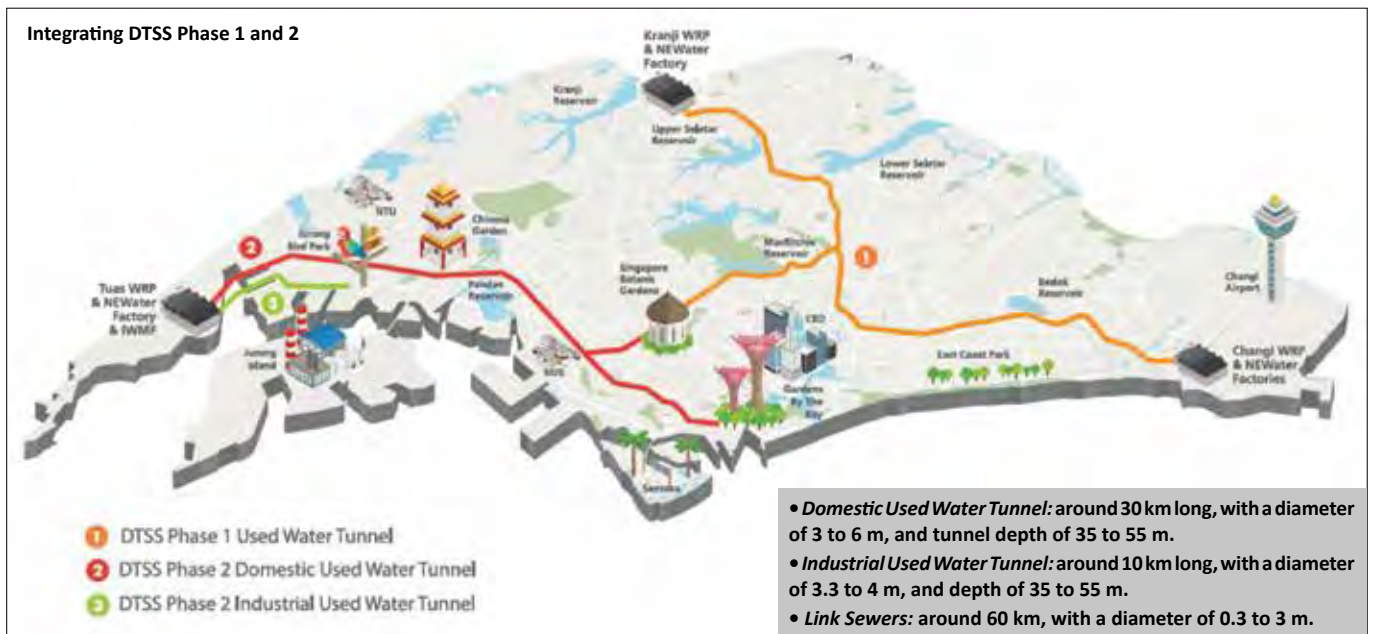 Integrating DTSS Phase 1 and 2
Kranji WRP
& NEWater
Factory
Kranji
Reservoir
Upper Seletar
Reservoir
Lower Seletar
Reservoir
NTU
Chinese
Garden
Jurong
Bird Park
2
MacRitchie
Reservoir
1
Singapore
Botanic
Gardens
Changi
Airport
Tuas WRP
& NEWater
Factory
& IWMF
3
Pandan
Reservoir
Bedok
Reservoir
Jurong
Island
NUS
CBD
East Coast Park
Changi WRP
& NEWater
Factories
Gardens
By The
Bay
Sentosa
1 DTSS Phase 1 Used Water Tunnel
2 DTSS Phase 2 Domestic Used Water Tunnel
3 DTSS Phase 2 Industrial Used Water Tunnel
• Domestic Used Water Tunnel: around 30 km long, with a diameter
of 3 to 6 m, and tunnel depth of 35 to 55 m.
• Industrial Used Water Tunnel: around 10 km long, with a diameter
of 3.3 to 4 m, and depth of 35 to 55 m.
• Link Sewers: around 60 km, with a diameter of 0.3 to 3 m.